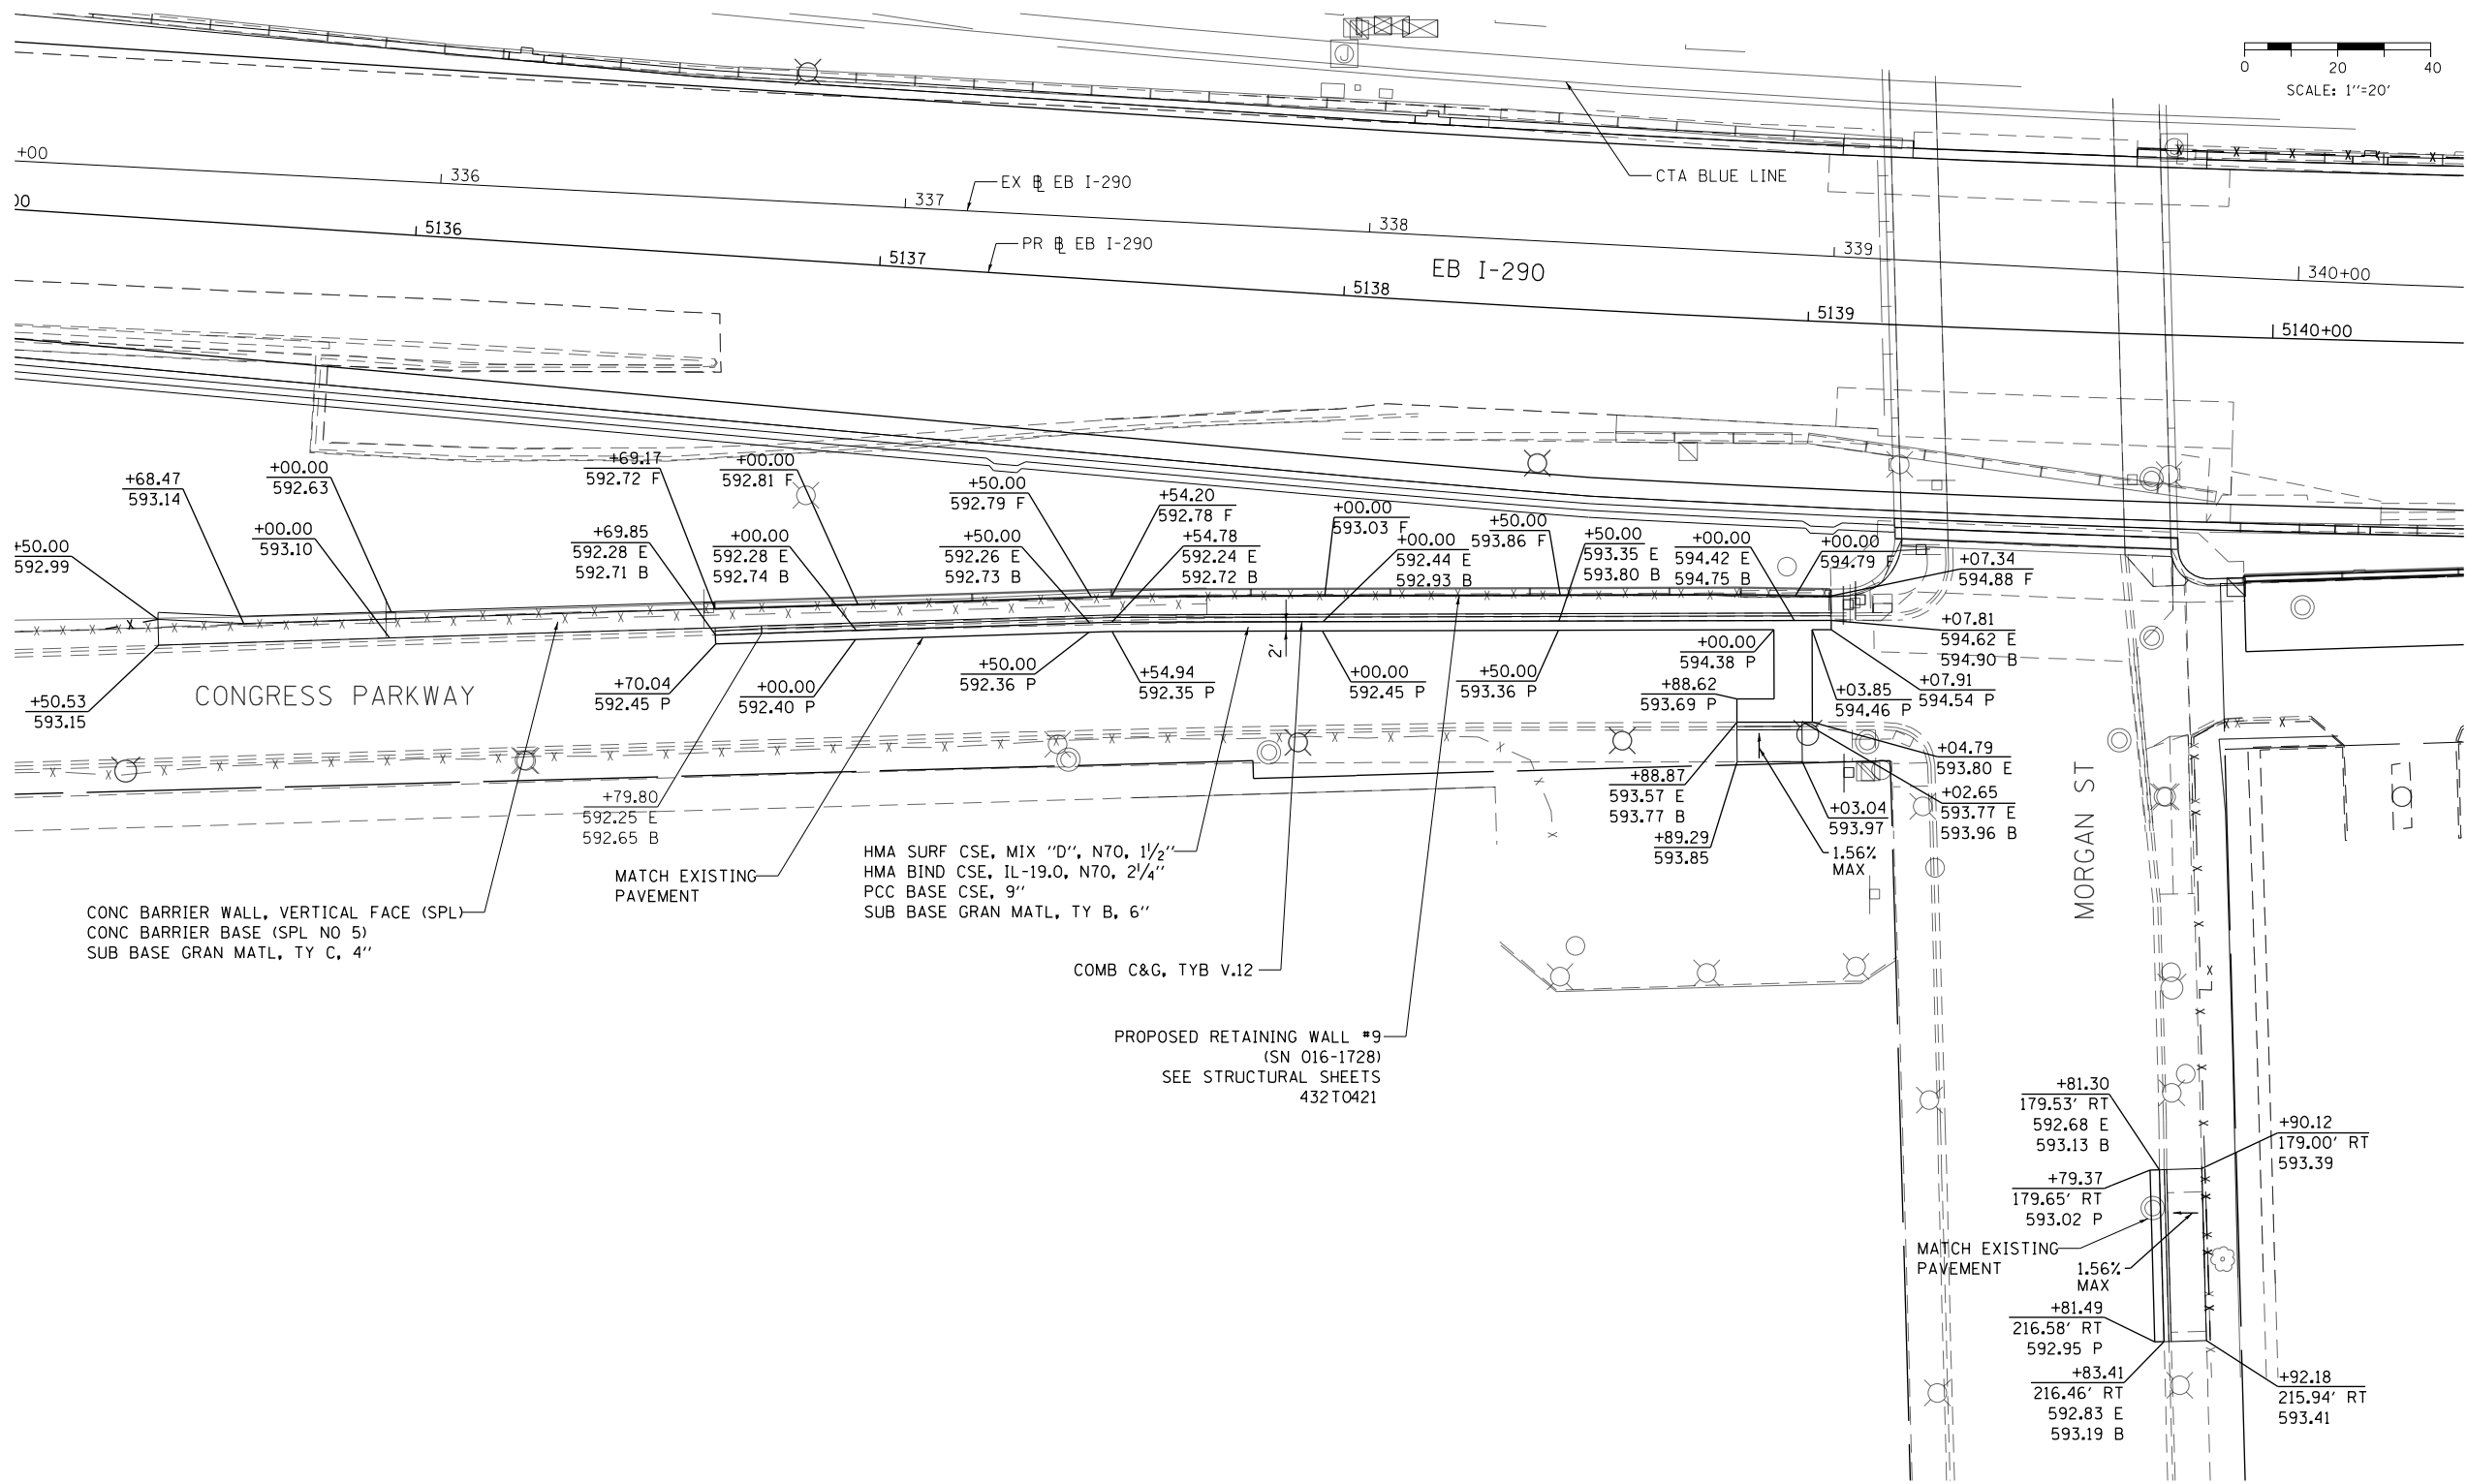 0 20 40
SCALE: 1''=20'
+00
336
337
338
339
340+00
EX B EB I-290
CTA BLUE LINE
J
J
00
5136
5137
5138
5139
5140+00
PR B EB I-290
EB I-290
+68.47
593.14
+00.00
592.63
+69.17
592.72 F
+00.00
592.81 F
+50.00
592.79 F
+54.20
592.78 F
+00.00
593.03 F
+50.00
593.86 F
+00.00
594.79 F
+07.34
594.88 F
+50.00
592.99
+00.00
593.10
+69.85
592.28 E
592.71 B
+00.00
592.28 E
592.74 B
+50.00
592.26 E
592.73 B
+54.78
592.24 E
592.72 B
+00.00
592.44 E
592.93 B
+50.00
593.35 E
593.80 B
+00.00
594.42 E
594.75 B
+07.81
594.62 E
594.90 B
2'
+50.53
593.15
CONGRESS PARKWAY
+70.04
592.45 P
+00.00
592.40 P
+50.00
592.36 P
+54.94
592.35 P
+00.00
592.45 P
+50.00
593.36 P
+00.00
594.38 P
+88.62
593.69 P
+03.85
594.46 P
+07.91
594.54 P
+04.79
593.80 E
+02.65
593.77 E
593.96 B
+88.87
593.57 E
593.77 B
+03.04
593.97
+89.29
593.85
1.56%
MAX
+79.80
592.25 E
592.65 B
MATCH EXISTING
PAVEMENT
HMA SURF CSE, MIX "D", N70, 1½''
HMA BIND CSE, IL-19.0, N70, 2¼''
PCC BASE CSE, 9''
SUB BASE GRAN MATL, TY B, 6''
CONC BARRIER WALL, VERTICAL FACE (SPL)
CONC BARRIER BASE (SPL NO 5)
SUB BASE GRAN MATL, TY C, 4''
COMB C&G, TYB V.12
PROPOSED RETAINING WALL #9
(SN 016-1728)
SEE STRUCTURAL SHEETS
432TO421
MORGAN ST
+81.30
179.53' RT
592.68 E
593.13 B
+90.12
179.00' RT
593.39
+79.37
179.65' RT
593.02 P
MATCH EXISTING
PAVEMENT
1.56%
MAX
+81.49
216.58' RT
592.95 P
+83.41
216.46' RT
592.83 E
593.19 B
+92.18
215.94' RT
593.41